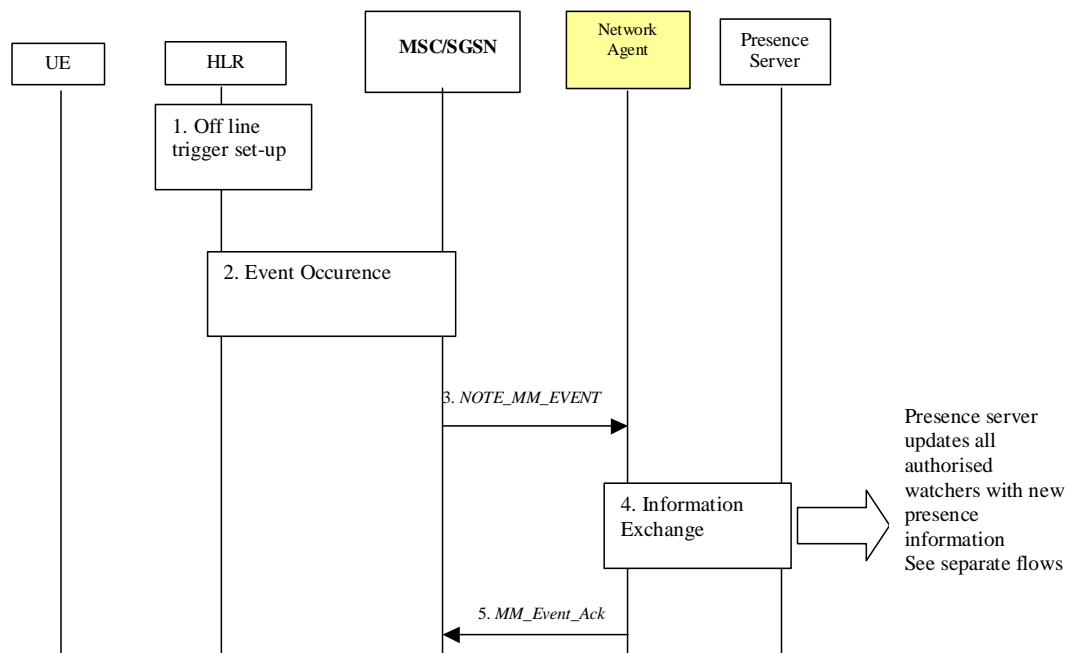 UE
HLR
MSC/SGSN
Network
Agent
Presence
Server
1. Off line
trigger set-up
2. Event Occurence
3. NOTE_MM_EVENT
4. Information
Exchange
Presence server
updates all
authorised
watchers with new
presence
information
See separate flows
5. MM_Event_Ack